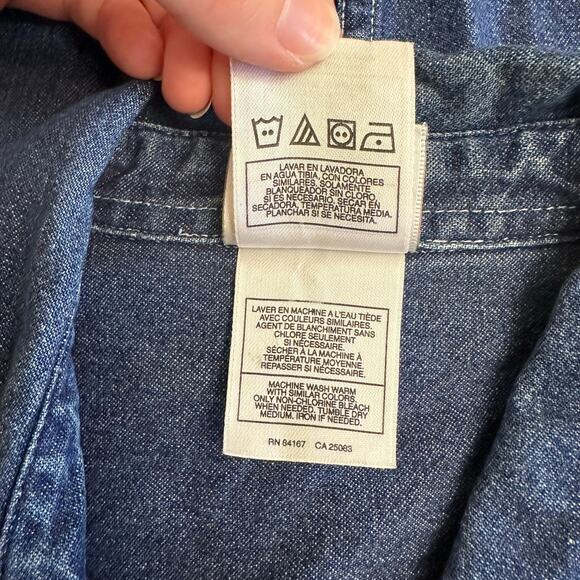 LAVAR EN LAVADORA
EN AGUA TIBIA, CON COLORES
SIMILARES. SOLAMENTE
BLANQUEADOR SIN CLORO
SI ES NECESARIO. SECAR EN
SECADORA, TEMPERATURA MEDIA.
PLANCHAR SI SE NECESITA.
LAVER EN MACHINE A L'EAU TIÈDE
AVEC COULEURS SIMILAIRES.
AGENT DE BLANCHIMENT SANS
CHLORE SEULEMENT
SI NÉCESSAIRE.
SÉCHER À LA MACHINE À
TEMPÉRATURE MOYENNE.
REPASSER SI NÉCESSAIRE.
MACHINE WASH WARM
WITH SIMILAR COLORS.
ONLY NON-CHLORINE BLEACH
WHEN NEEDED. TUMBLE DRY
MEDIUM. IRON IF NEEDED.
RN 84167 CA 25083